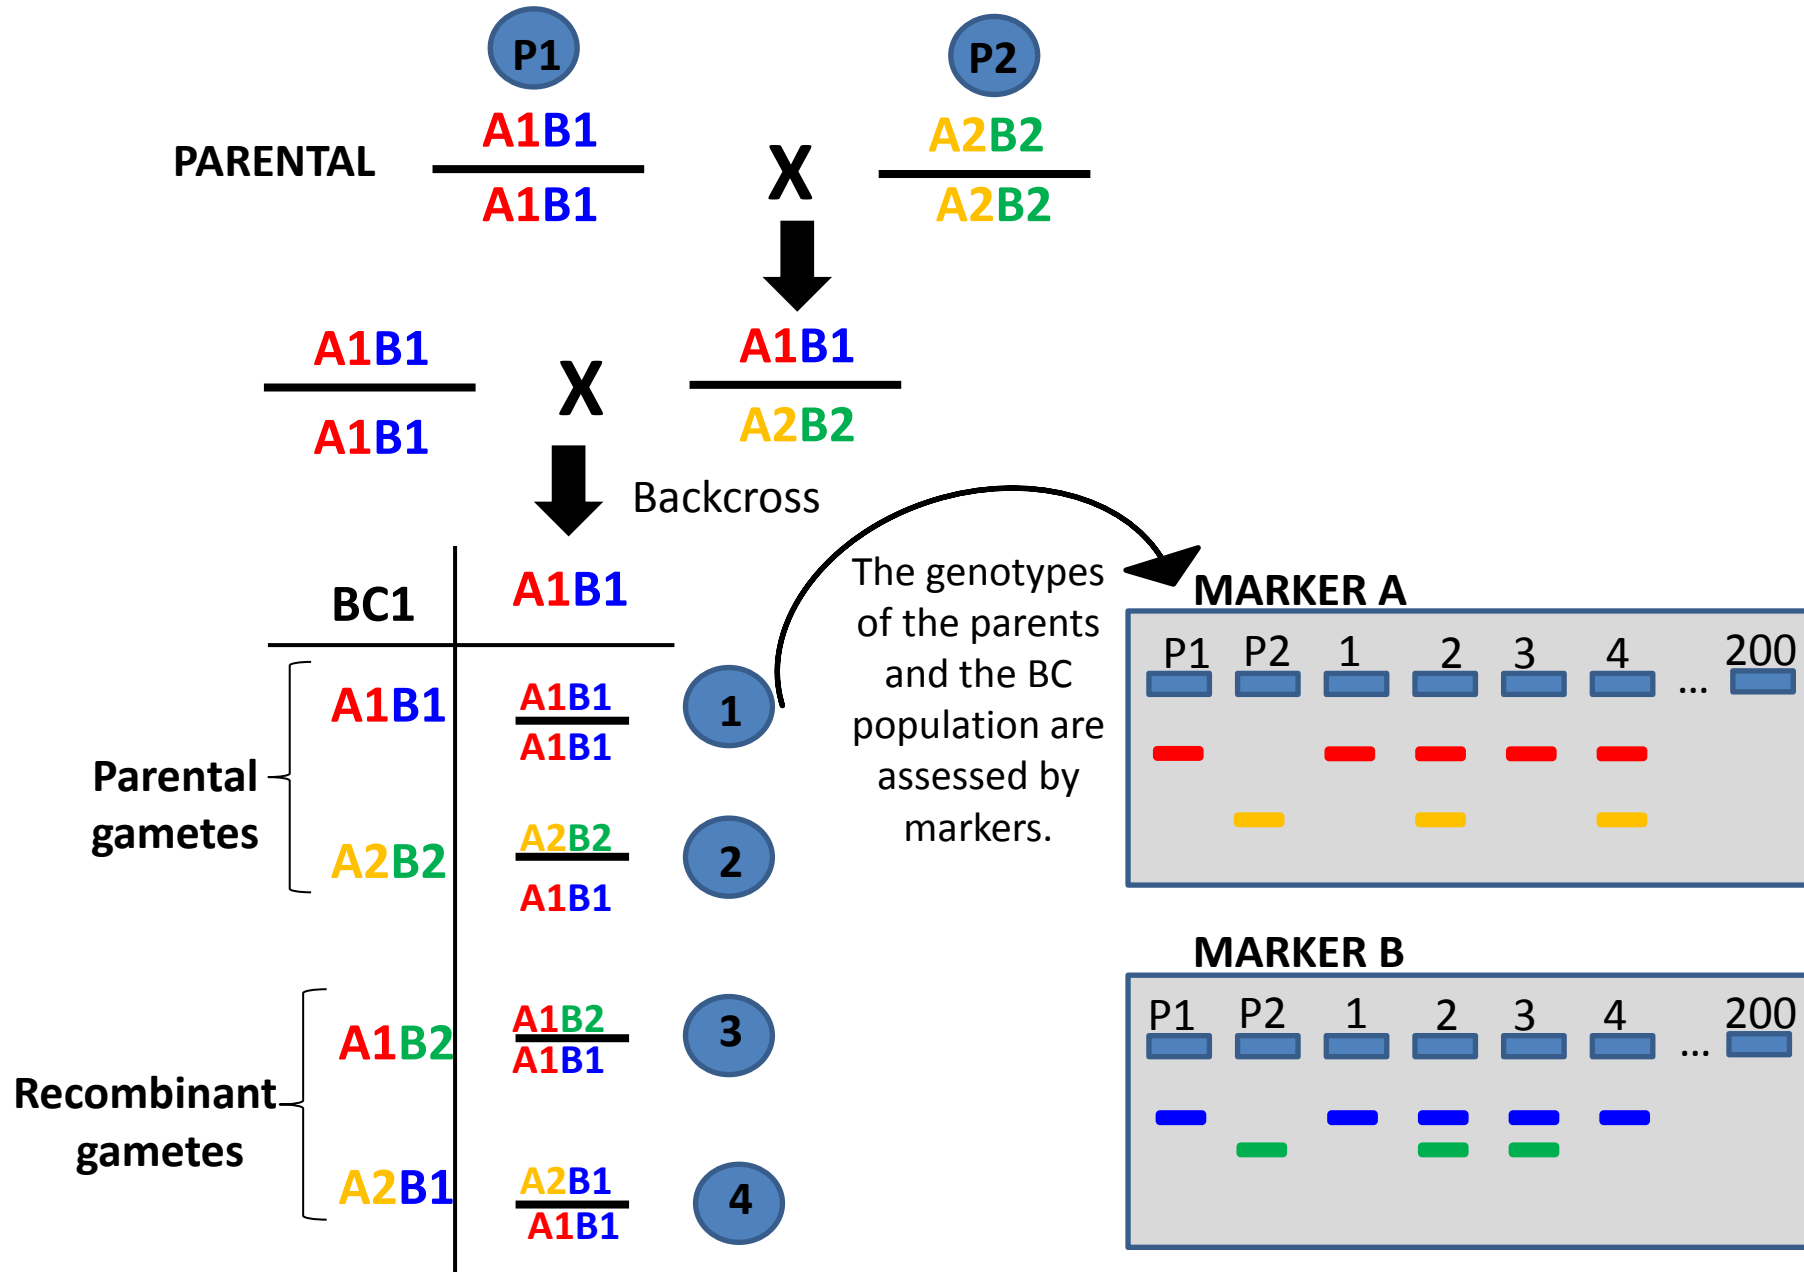 P1
P2
PARENTAL
A1B1
A1B1
X
A2B2
A2B2
A1B1
A1B1
X
A1B1
A2B2
Backcross
BC1
A1B1
Parental
gametes
A1B1
A1B1
A1B1
1
A2B2
A2B2
A1B1
2
Recombinant
gametes
A1B2
A1B2
A1B1
3
A2B1
A2B1
A1B1
4
The genotypes
of the parents
and the BC
population are
assessed by
markers.
MARKER A
P1 P2 1 2 3 4 ... 200
MARKER B
P1 P2 1 2 3 4 ... 200